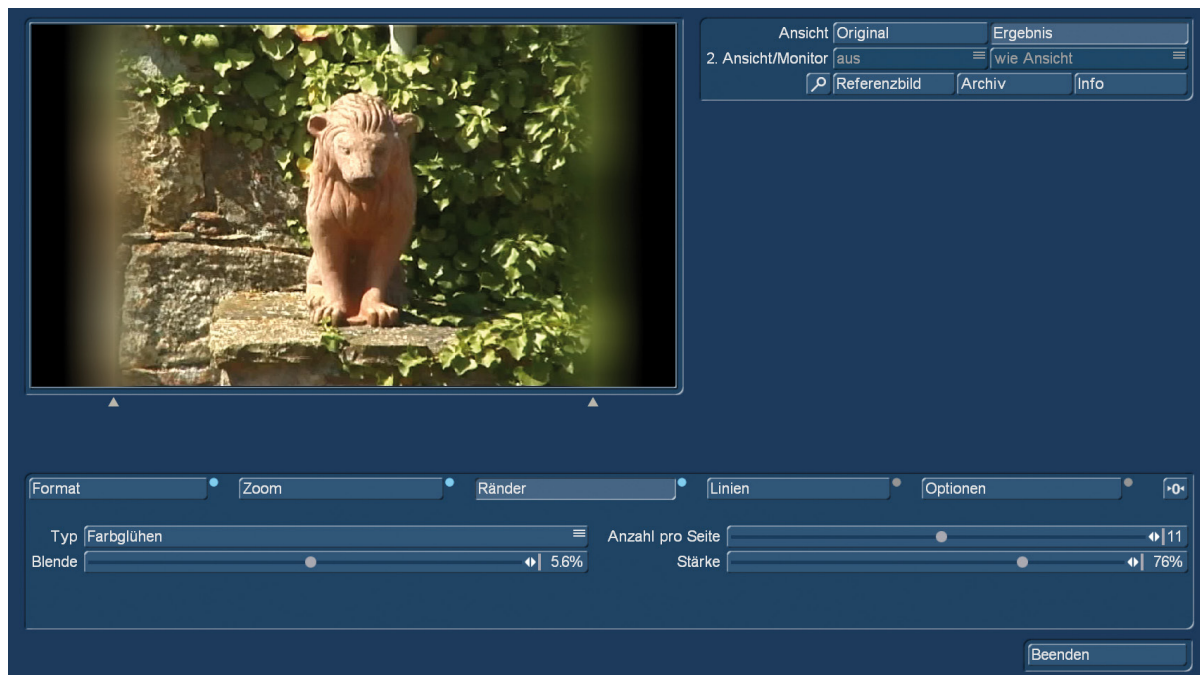 Ansicht Original Ergebnis
2. Ansicht/Monitor aus wie Ansicht
Referenzbild Archiv Info
Format Zoom Ränder Linien Optionen 0
Typ Farbglühen Anzahl pro Seite 11
Blende 5.6% Stärke 76%
Beenden